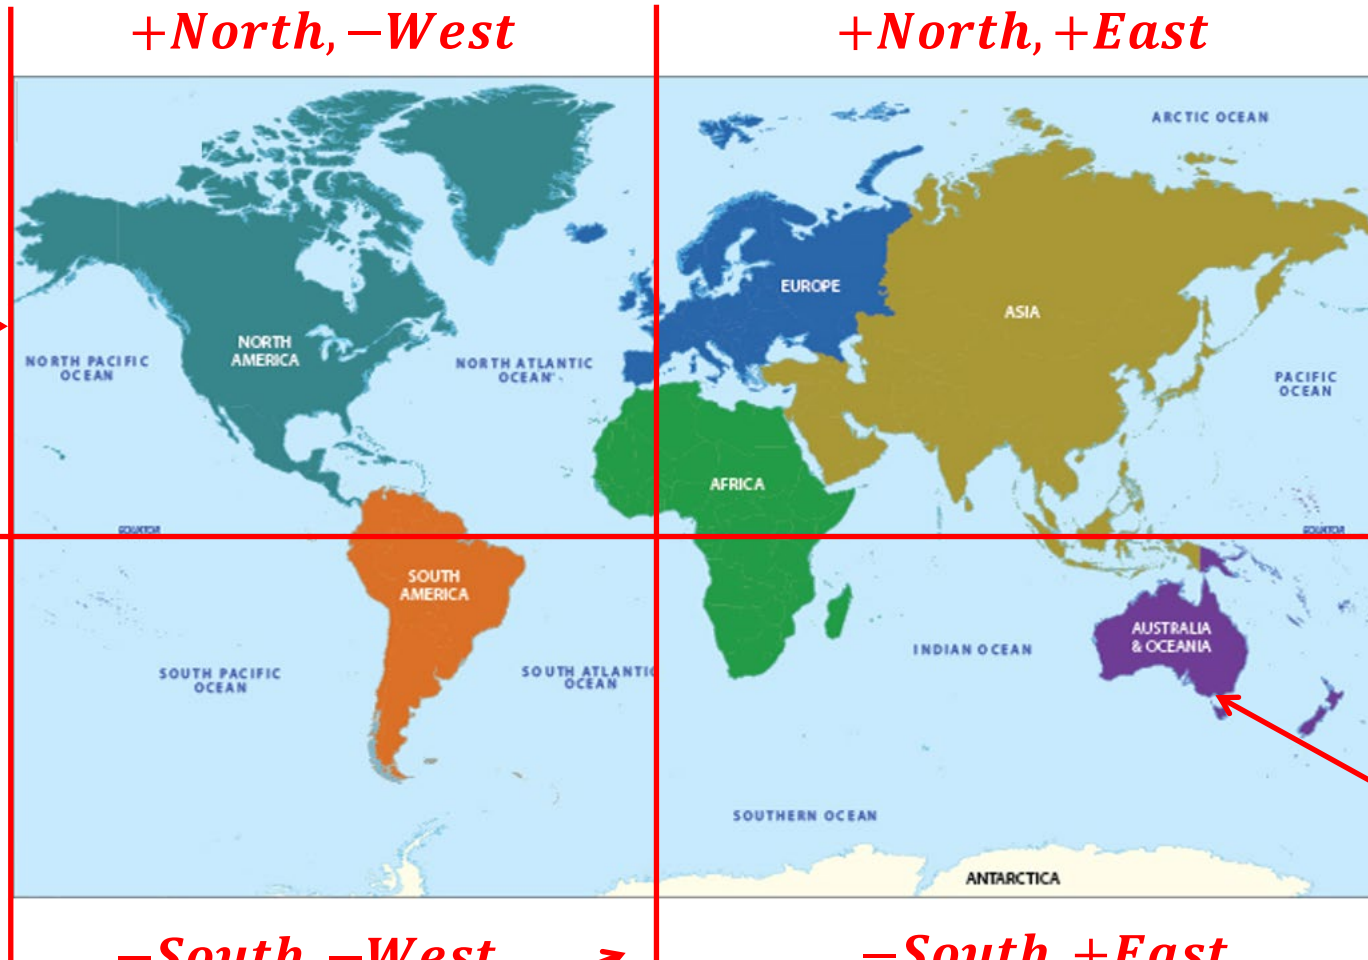 +North, −West
+North, +East
ARCTIC OCEAN
EUROPE
ASIA
NORTH
AMERICA
NORTH PACIFIC
OCEAN
NORTH ATLANTIC
OCEAN
PACIFIC
OCEAN
AFRICA
EQUATOR
EQUATOR
SOUTH
AMERICA
AUSTRALIA
& OCEANIA
INDIAN OCEAN
SOUTH PACIFIC
OCEAN
SOUTH ATLANTIC
OCEAN
SOUTHERN OCEAN
ANTARCTICA
−South, −West
−South, +East